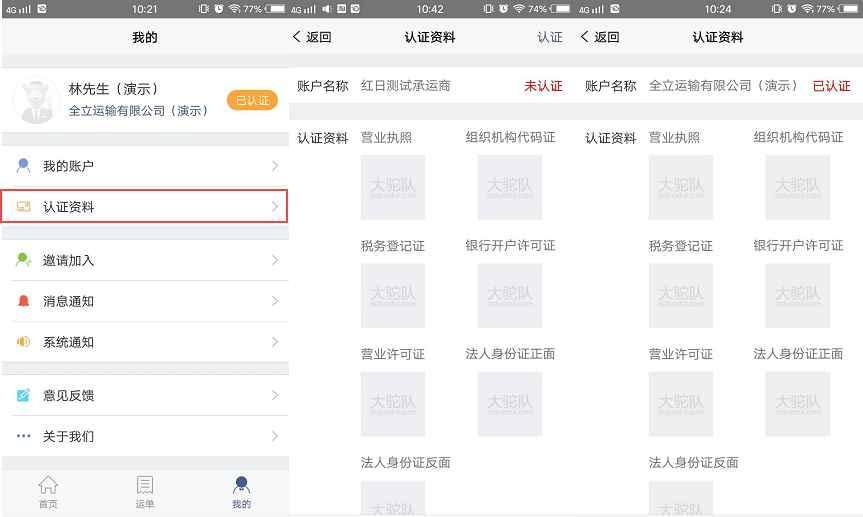 4G 10:21 77%
我的
林先生（演示）
全立运输有限公司（演示）
已认证
我的账户
认证资料
邀请加入
消息通知
系统通知
意见反馈
关于我们
首页 运单 我的
4G 10:42 74%
返回 认证资料 认证
账户名称 红日测试承运商 未认证
认证资料 营业执照 组织机构代码证
大驼队 大驼队
datuodui.com datuodui.com
税务登记证 银行开户许可证
大驼队 大驼队
datuodui.com datuodui.com
营业许可证 法人身份证正面
大驼队 大驼队
datuodui.com datuodui.com
法人身份证反面
大驼队
4G 10:24 77%
返回 认证资料
账户名称 全立运输有限公司（演示） 已认证
认证资料 营业执照 组织机构代码证
大驼队 大驼队
datuodui.com datuodui.com
税务登记证 银行开户许可证
大驼队 大驼队
datuodui.com datuodui.com
营业许可证 法人身份证正面
大驼队 大驼队
datuodui.com datuodui.com
法人身份证反面
大驼队